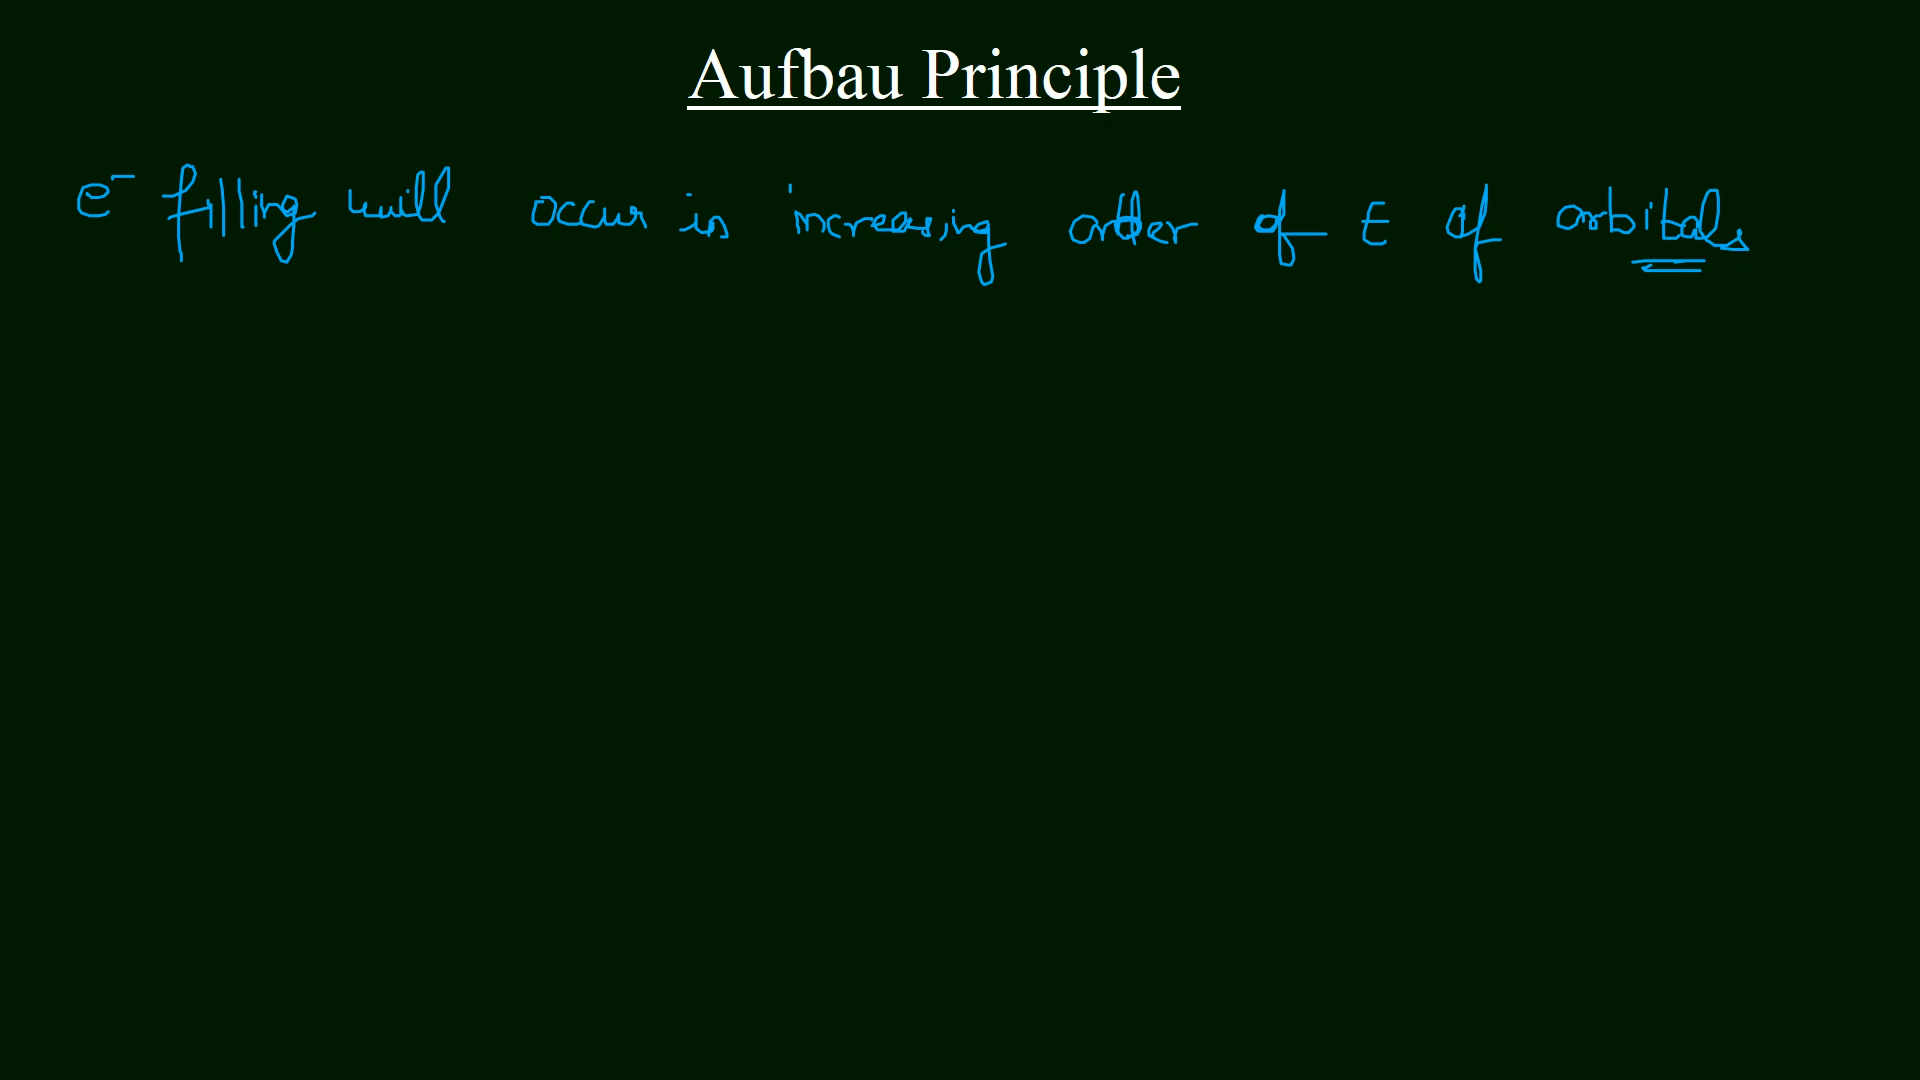 Aufbau Principle
e⁻ filling will occur in increasing order of E of orbitals